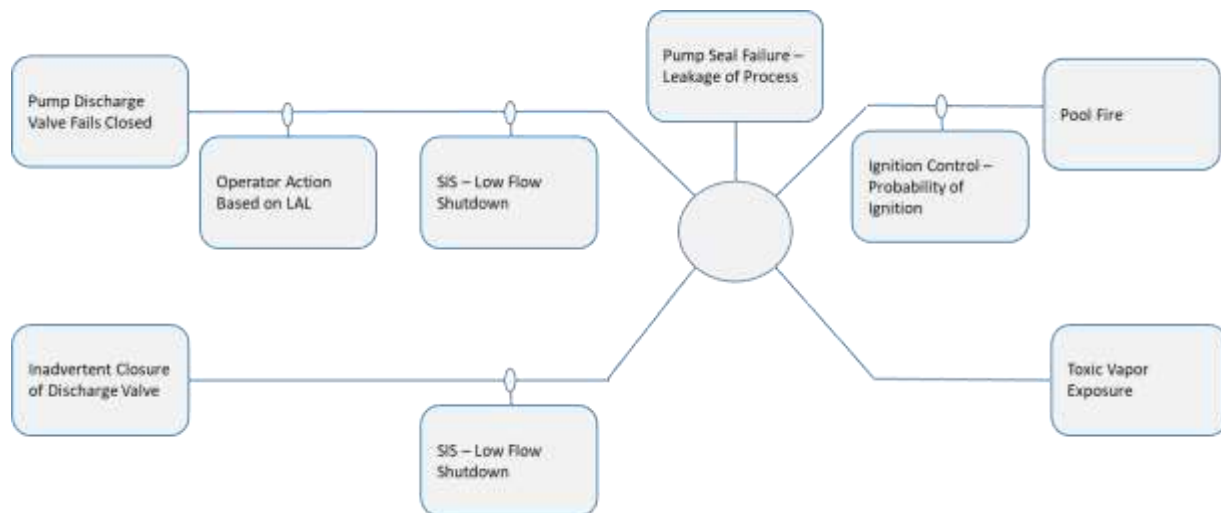 Pump Discharge
Valve Fails Closed
Operator Action
Based on LAL
SIS – Low Flow
Shutdown
Pump Seal Failure –
Leakage of Process
Ignition Control –
Probability of
Ignition
Pool Fire
Inadvertent Closure
of Discharge Valve
SIS – Low Flow
Shutdown
Toxic Vapor
Exposure